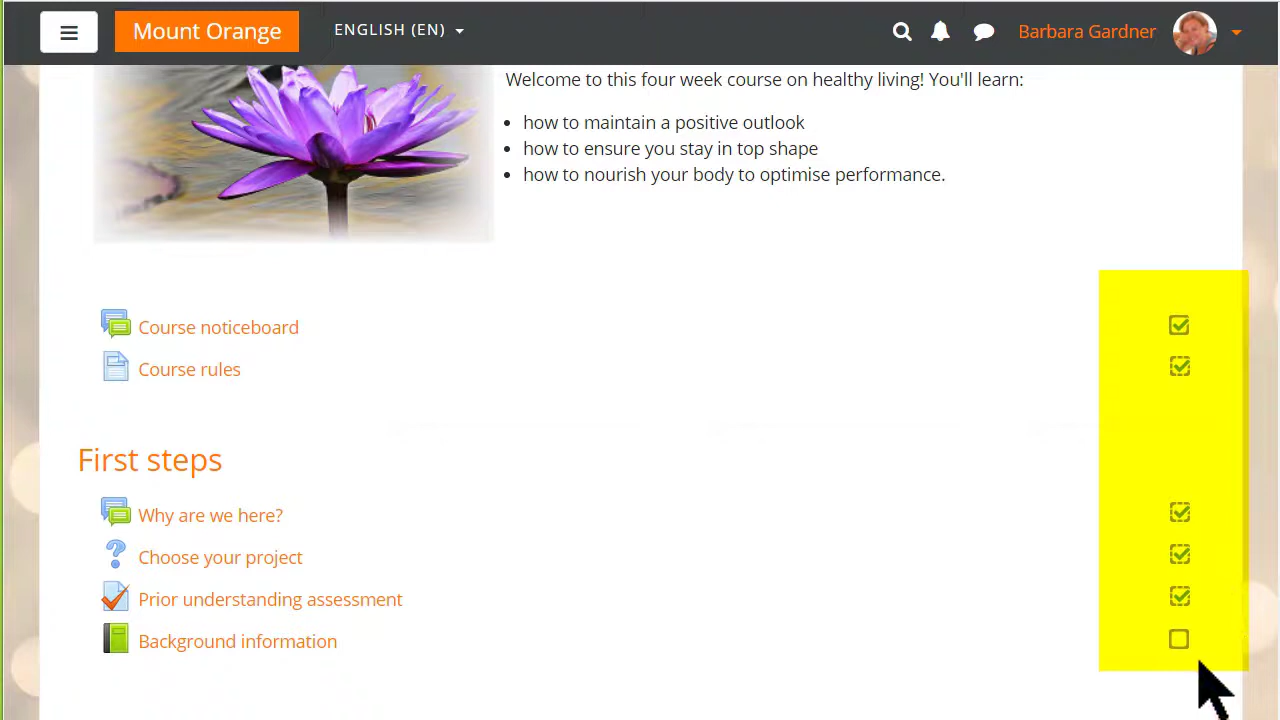 Mount Orange
ENGLISH (EN)
Barbara Gardner
Welcome to this four week course on healthy living! You'll learn:
how to maintain a positive outlook
how to ensure you stay in top shape
how to nourish your body to optimise performance.
Course noticeboard
Course rules
First steps
Why are we here?
Choose your project
Prior understanding assessment
Background information